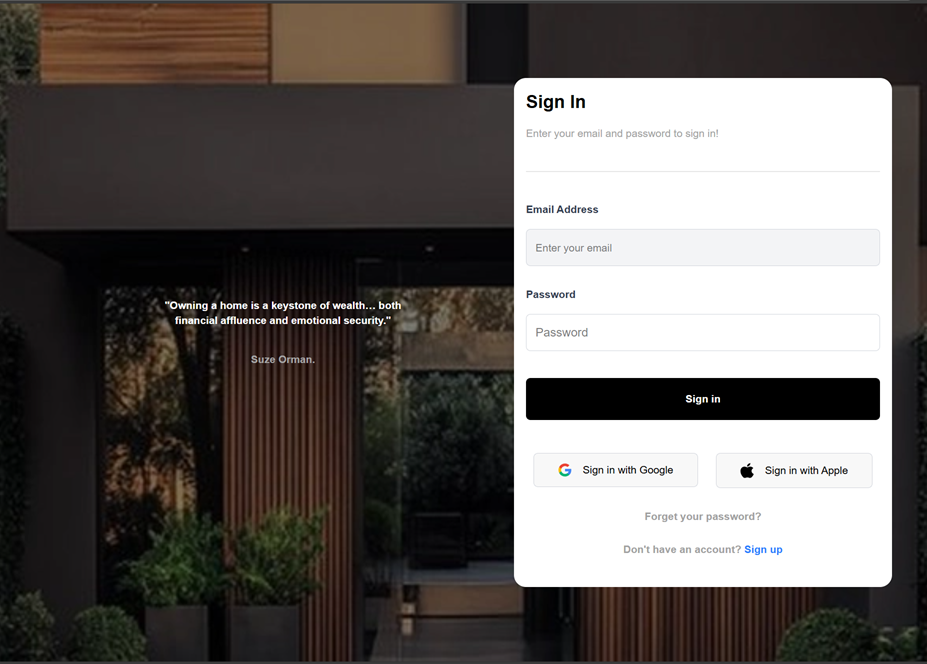 Sign In
Enter your email and password to sign in!
Email Address
Enter your email
Password
Password
Sign in
Sign in with Google
Sign in with Apple
Forget your password?
Don't have an account? Sign up
"Owning a home is a keystone of wealth… both
financial affluence and emotional security."
Suze Orman.